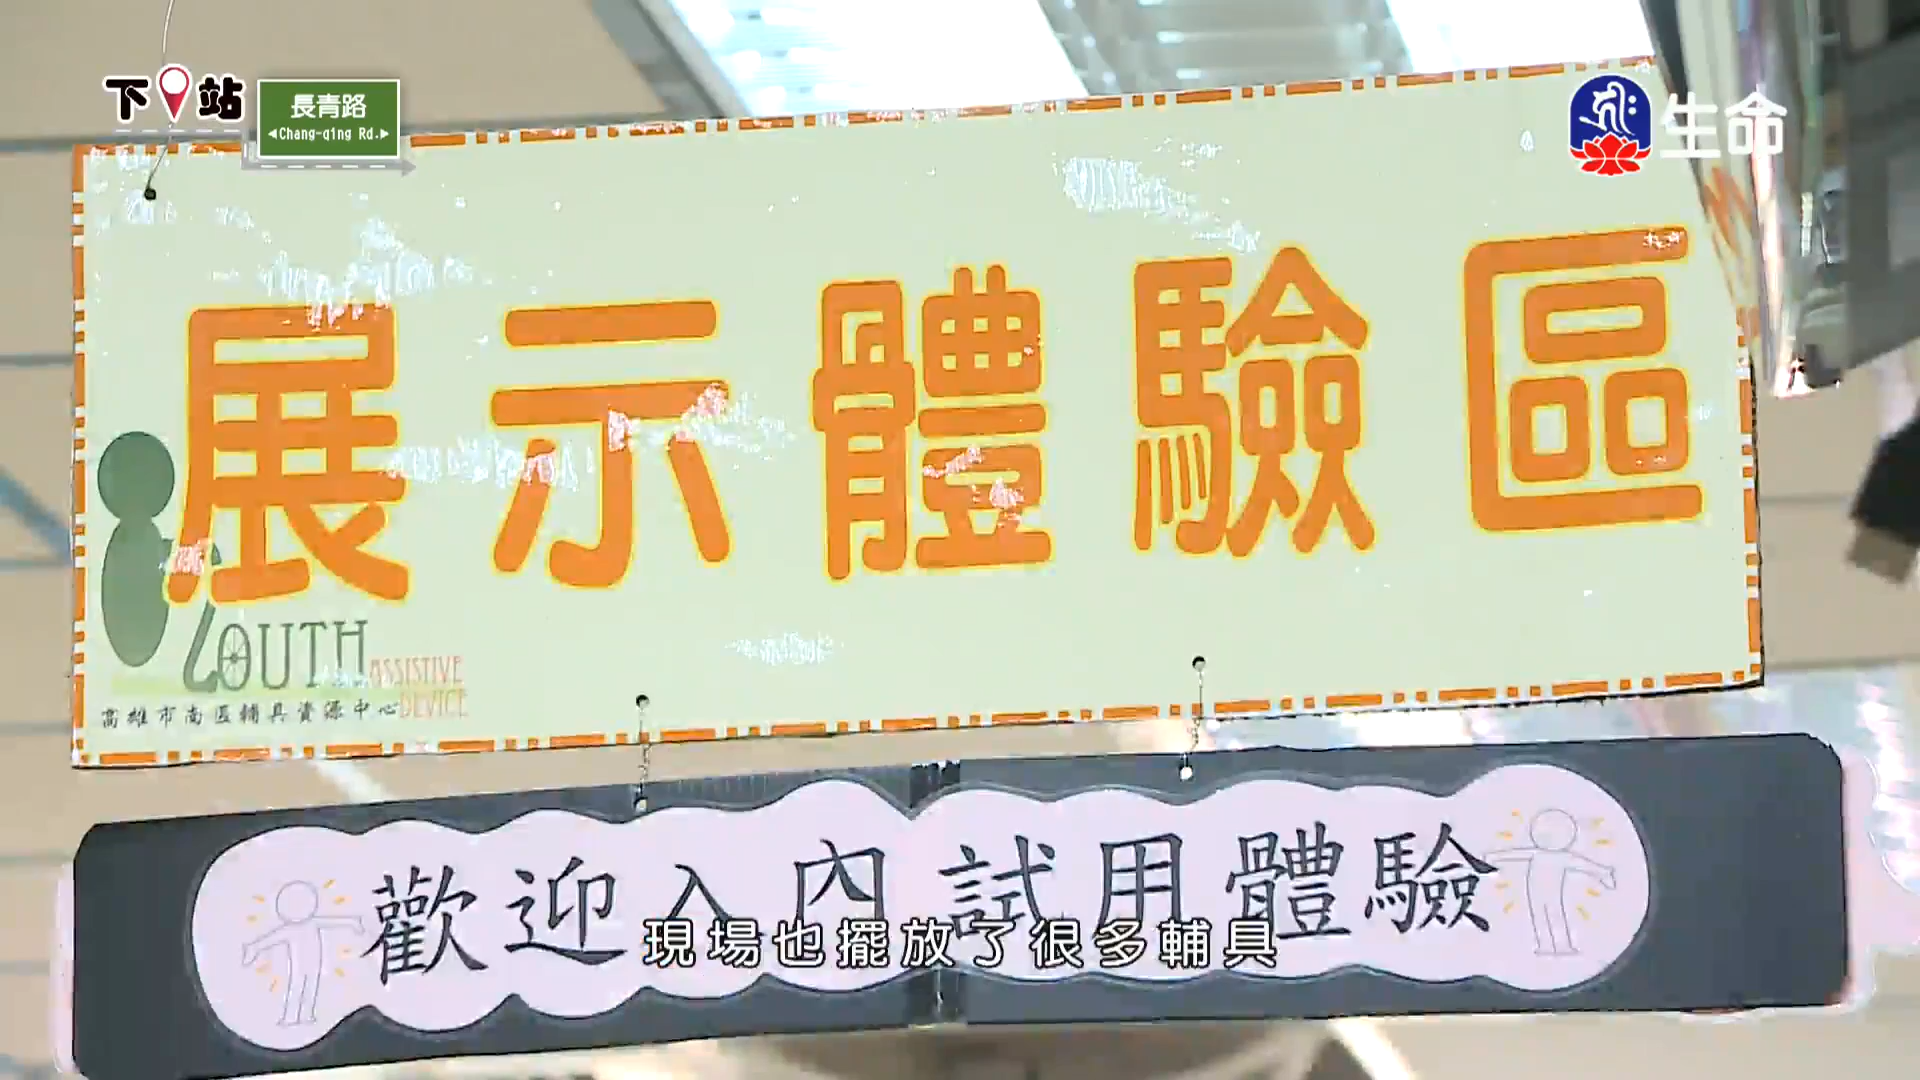 下站
長青路
Chang-qing Rd.
生命
展示體驗區
SOUTH
ASSISTIVE
DEVICE
高雄市南區輔具資源中心
歡迎入內試用體驗
現場也擺放了很多輔具